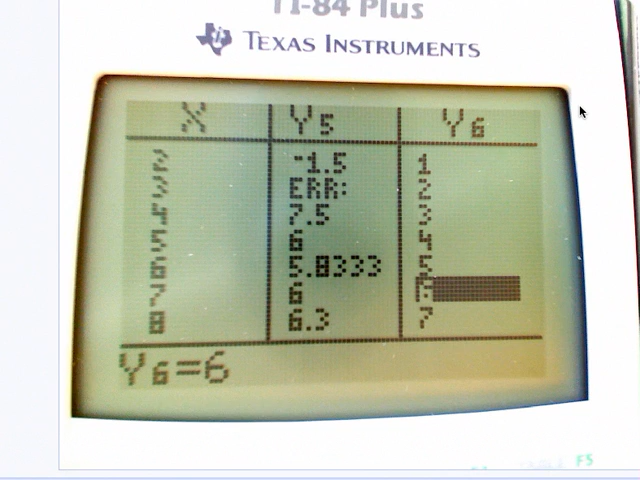 TI-84 Plus
TEXAS INSTRUMENTS
X Y5 Y6
2 -1.5 1
3 ERR: 2
4 7.5 3
5 6 4
6 5.8333 5
7 6 6
8 6.3 7
Y6=6
F5